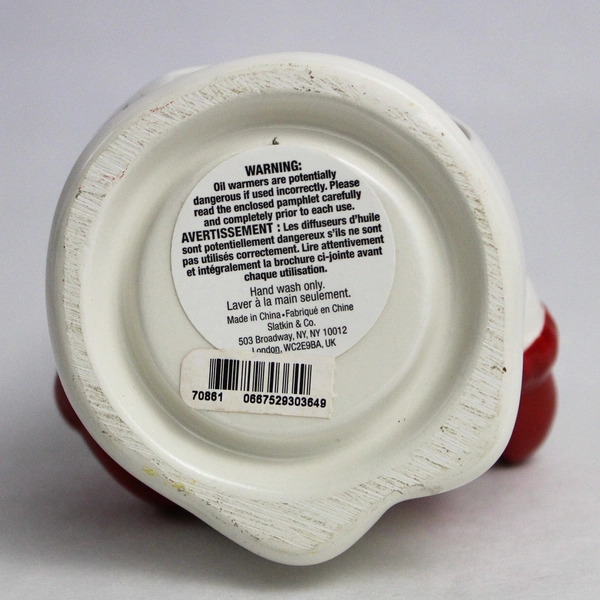 WARNING:
Oil warmers are potentially
dangerous if used incorrectly. Please
read the enclosed pamphlet carefully
and completely prior to each use.
AVERTISSEMENT : Les diffuseurs d'huile
sont potentiellement dangereux s'ils ne sont
pas utilisés correctement. Lire attentivement
et intégralement la brochure ci-jointe avant
chaque utilisation.
Hand wash only.
Laver à la main seulement.
Made in China•Fabriqué en Chine
Slatkin & Co.
503 Broadway, NY, NY 10012
London, WC2E9BA, UK
70861 0667529303649